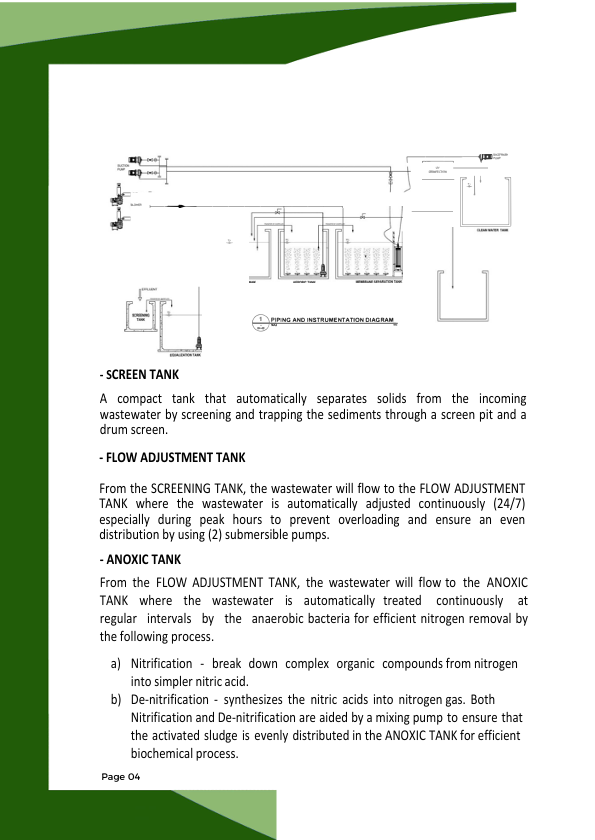 SUCTION
PUMP
BLOWER
UV
DISINFECTION
CLEAN WATER TANK
MEMBRANE SEPARATION TANK
EFFLUENT
SCREENING
TANK
EQUALIZATION TANK
1
PIPING AND INSTRUMENTATION DIAGRAM
- SCREEN TANK
A compact tank that automatically separates solids from the incoming
wastewater by screening and trapping the sediments through a screen pit and a
drum screen.
- FLOW ADJUSTMENT TANK
From the SCREENING TANK, the wastewater will flow to the FLOW ADJUSTMENT
TANK where the wastewater is automatically adjusted continuously (24/7)
especially during peak hours to prevent overloading and ensure an even
distribution by using (2) submersible pumps.
- ANOXIC TANK
From the FLOW ADJUSTMENT TANK, the wastewater will flow to the ANOXIC
TANK where the wastewater is automatically treated continuously at
regular intervals by the anaerobic bacteria for efficient nitrogen removal by
the following process.
a) Nitrification - break down complex organic compounds from nitrogen
into simpler nitric acid.
b) De-nitrification - synthesizes the nitric acids into nitrogen gas. Both
Nitrification and De-nitrification are aided by a mixing pump to ensure that
the activated sludge is evenly distributed in the ANOXIC TANK for efficient
biochemical process.
Page 04